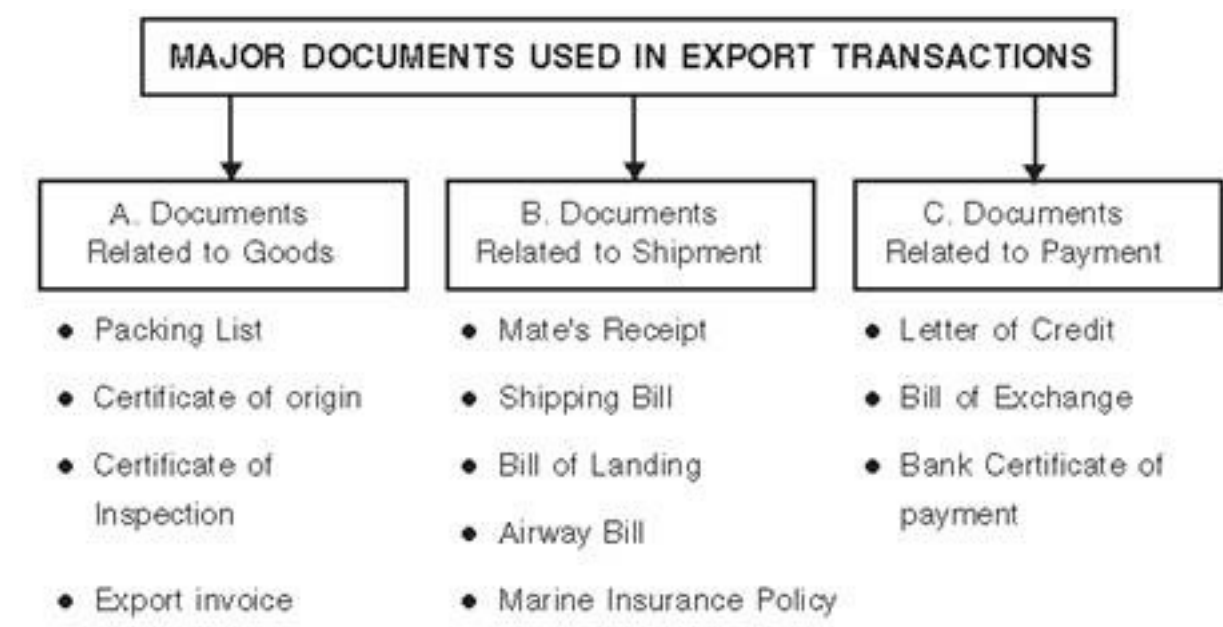 MAJOR DOCUMENTS USED IN EXPORT TRANSACTIONS
A. Documents
Related to Goods
● Packing List
● Certificate of origin
● Certificate of
Inspection
● Export invoice
B. Documents
Related to Shipment
● Mate's Receipt
● Shipping Bill
● Bill of Landing
● Airway Bill
● Marine Insurance Policy
C. Documents
Related to Payment
● Letter of Credit
● Bill of Exchange
● Bank Certificate of
payment